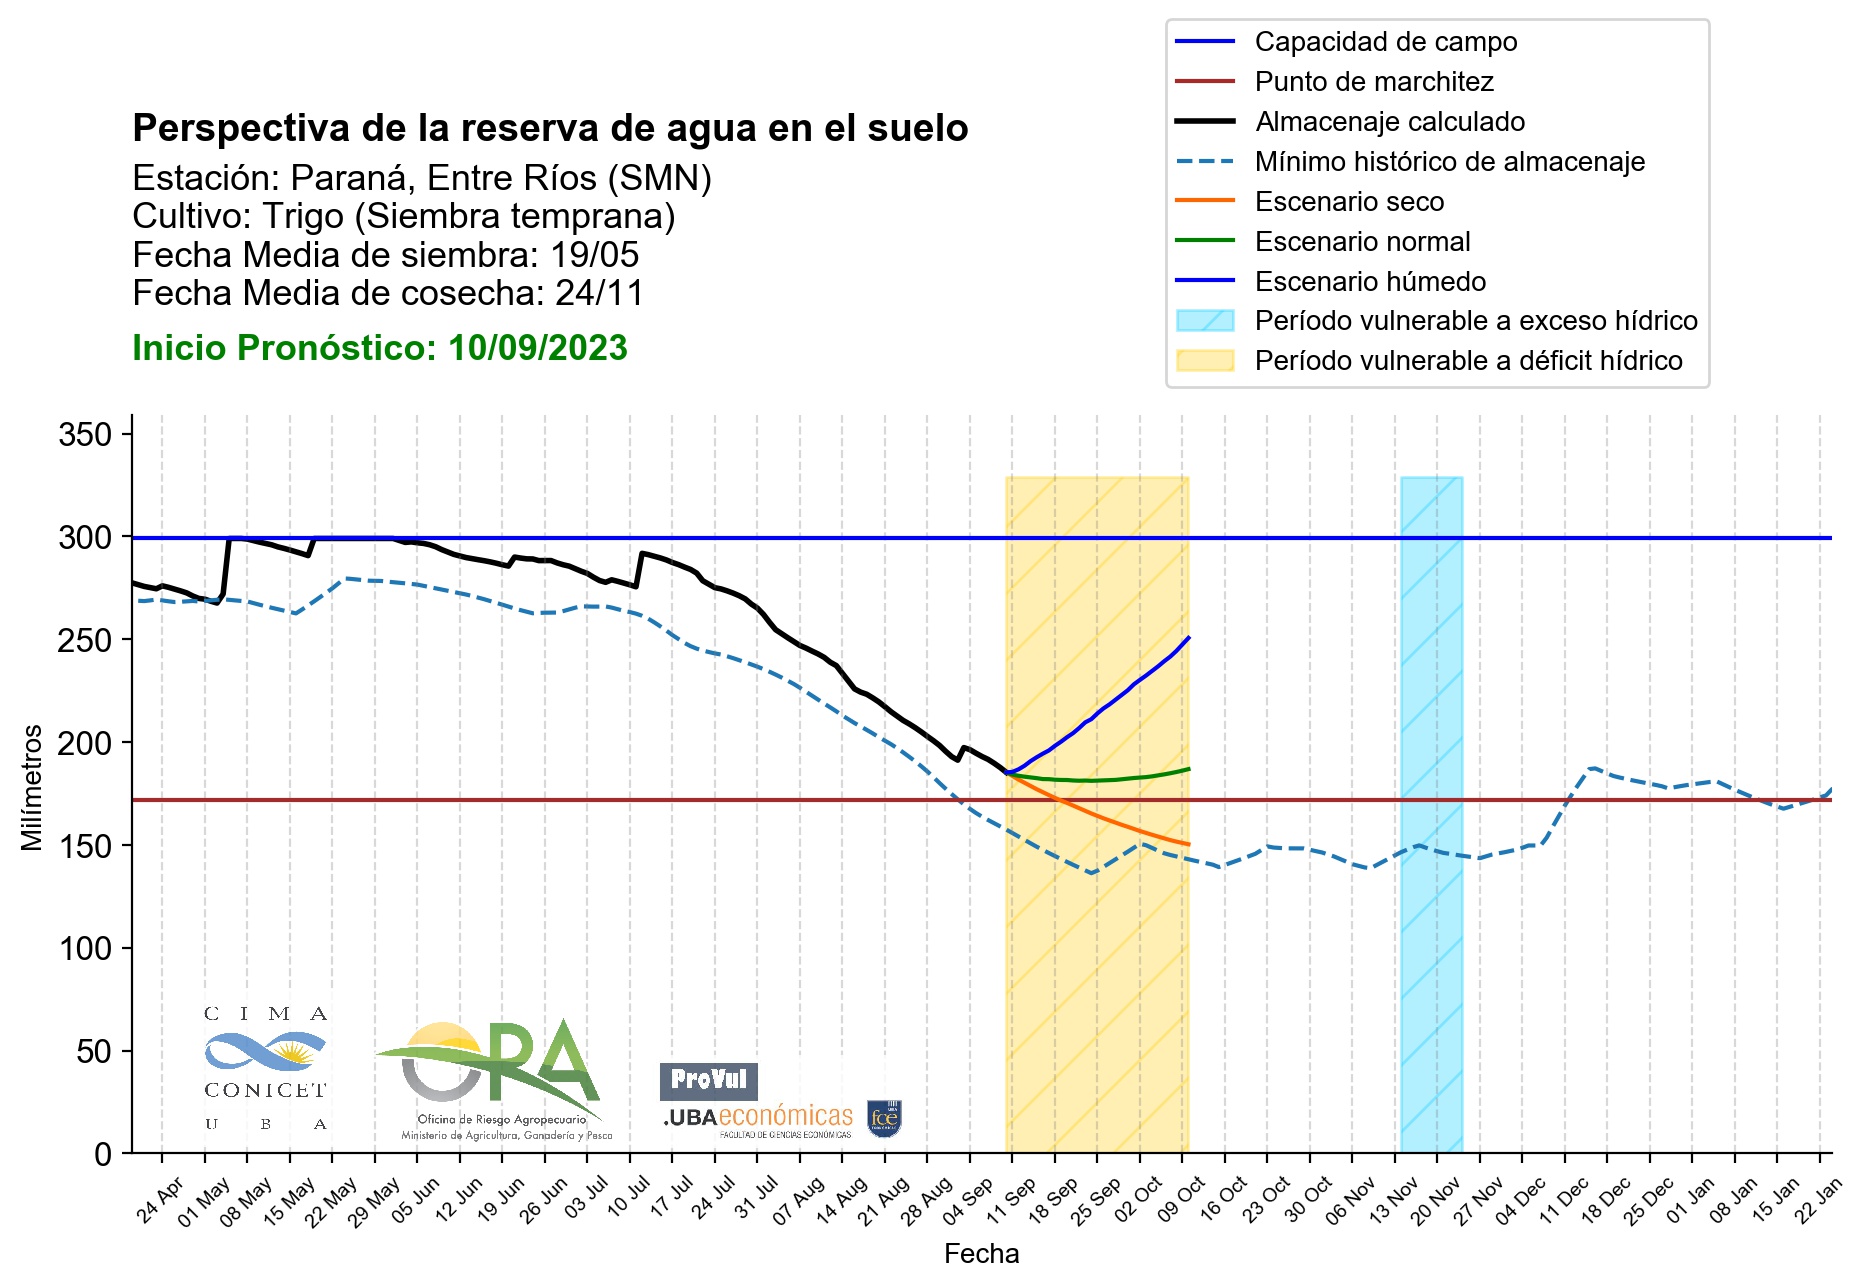 Capacidad de campo
Punto de marchitez
Almacenaje calculado
Mínimo histórico de almacenaje
Escenario seco
Escenario normal
Escenario húmedo
Período vulnerable a exceso hídrico
Período vulnerable a déficit hídrico
Perspectiva de la reserva de agua en el suelo
Estación: Paraná, Entre Ríos (SMN)
Cultivo: Trigo (Siembra temprana)
Fecha Media de siembra: 19/05
Fecha Media de cosecha: 24/11
Inicio Pronóstico: 10/09/2023
350
300
250
200
150
100
50
0
Milímetros
C I M A
CONICET
U B A
ORA
Oficina de Riesgo Agropecuario
Ministerio de Agricultura, Ganadería y Pesca
ProVul
.UBAeconómicas
FACULTAD DE CIENCIAS ECONÓMICAS
fce
24 Apr
01 May
08 May
15 May
22 May
29 May
05 Jun
12 Jun
19 Jun
26 Jun
03 Jul
10 Jul
17 Jul
24 Jul
31 Jul
07 Aug
14 Aug
21 Aug
28 Aug
04 Sep
11 Sep
18 Sep
25 Sep
02 Oct
09 Oct
16 Oct
23 Oct
30 Oct
06 Nov
13 Nov
20 Nov
27 Nov
04 Dec
11 Dec
18 Dec
25 Dec
01 Jan
08 Jan
15 Jan
22 Jan
Fecha